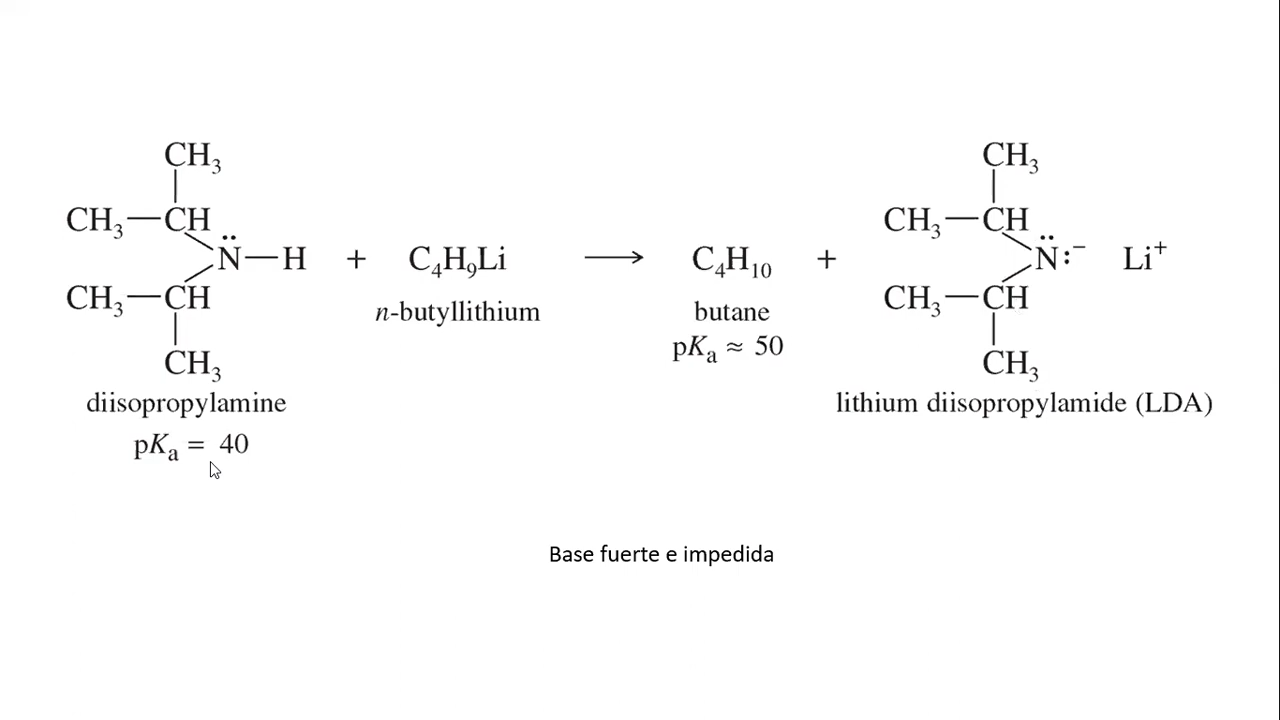 CH₃
CH₃—CH
N̈—H + C₄H₉Li ⟶ C₄H₁₀ +
CH₃—CH
CH₃
diisopropylamine
pKₐ = 40
n-butyllithium
butane
pKₐ ≈ 50
CH₃
CH₃—CH
N̈:⁻ Li⁺
CH₃—CH
CH₃
lithium diisopropylamide (LDA)
Base fuerte e impedida